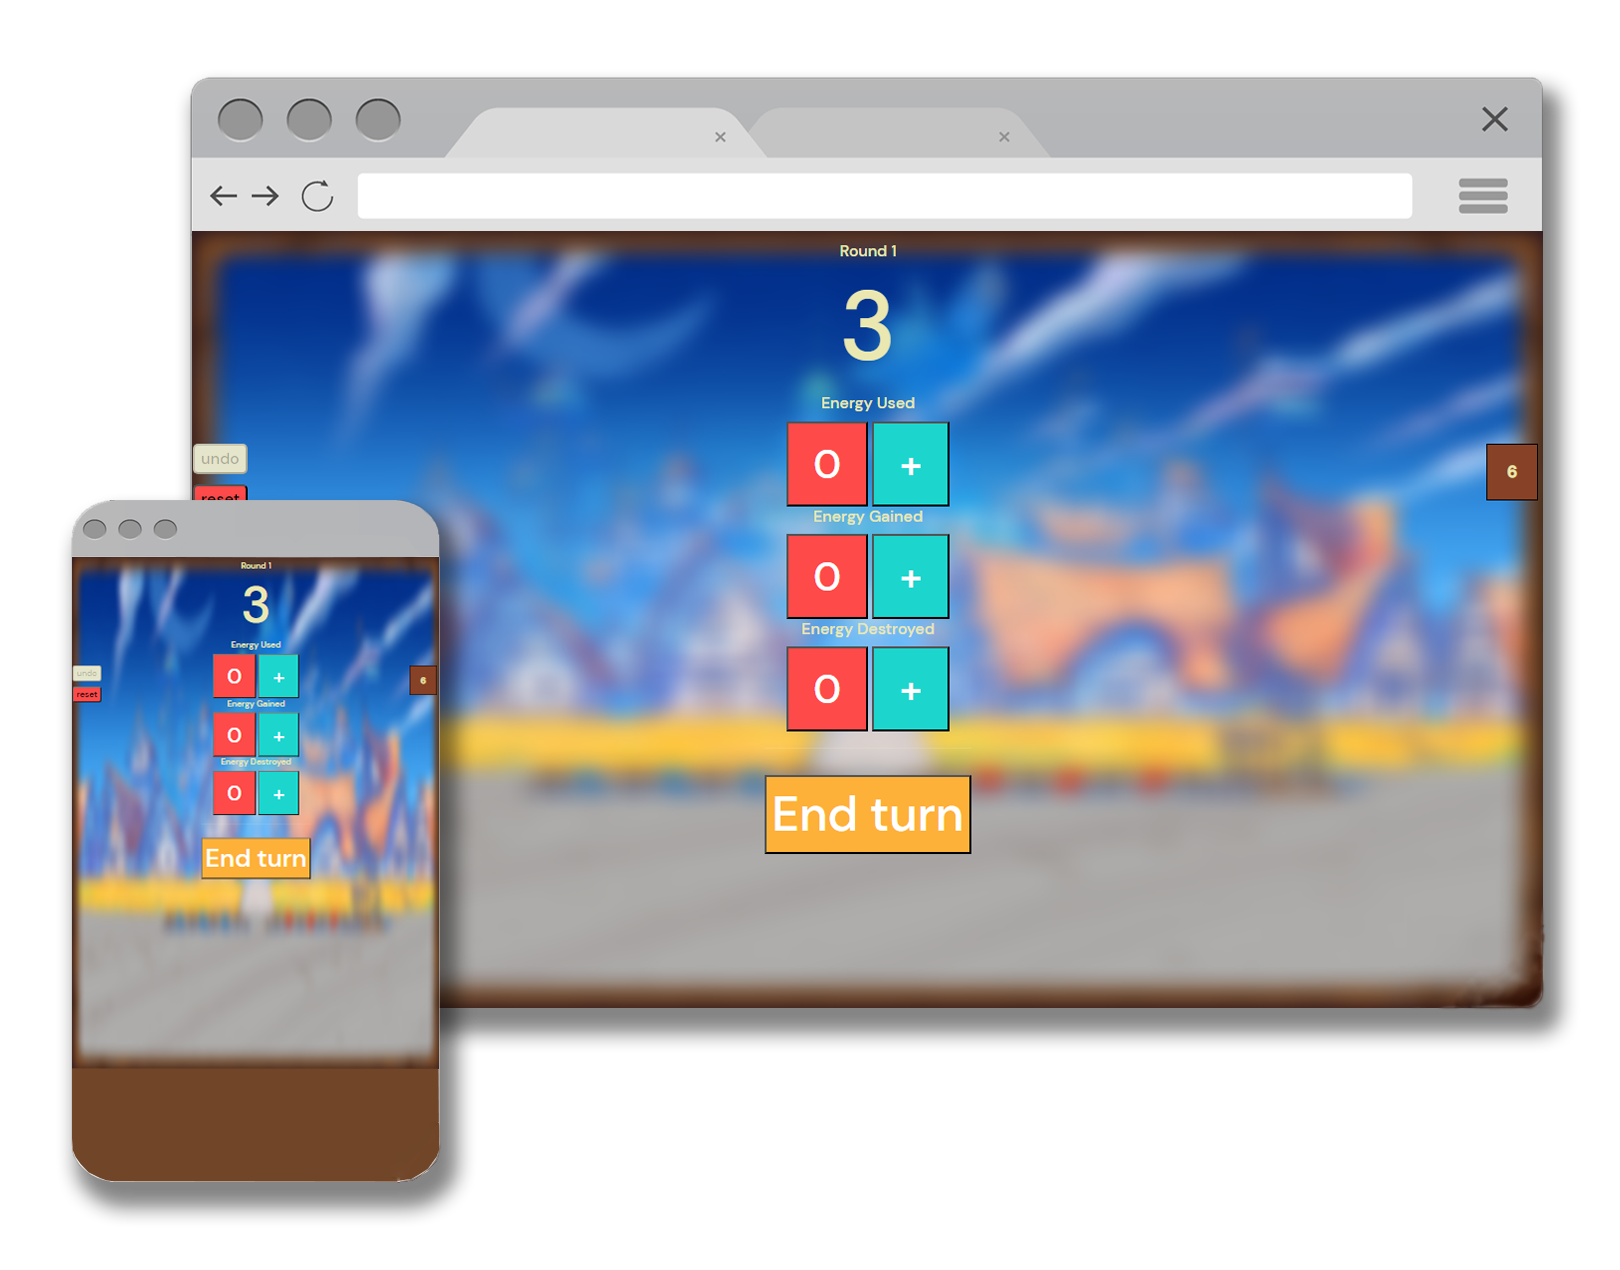 Round 1
3
Energy Used
0 +
Energy Gained
0 +
Energy Destroyed
0 +
End turn
undo
reset
6
Round 1
3
Energy Used
0 +
Energy Gained
0 +
Energy Destroyed
0 +
End turn
undo
reset
6